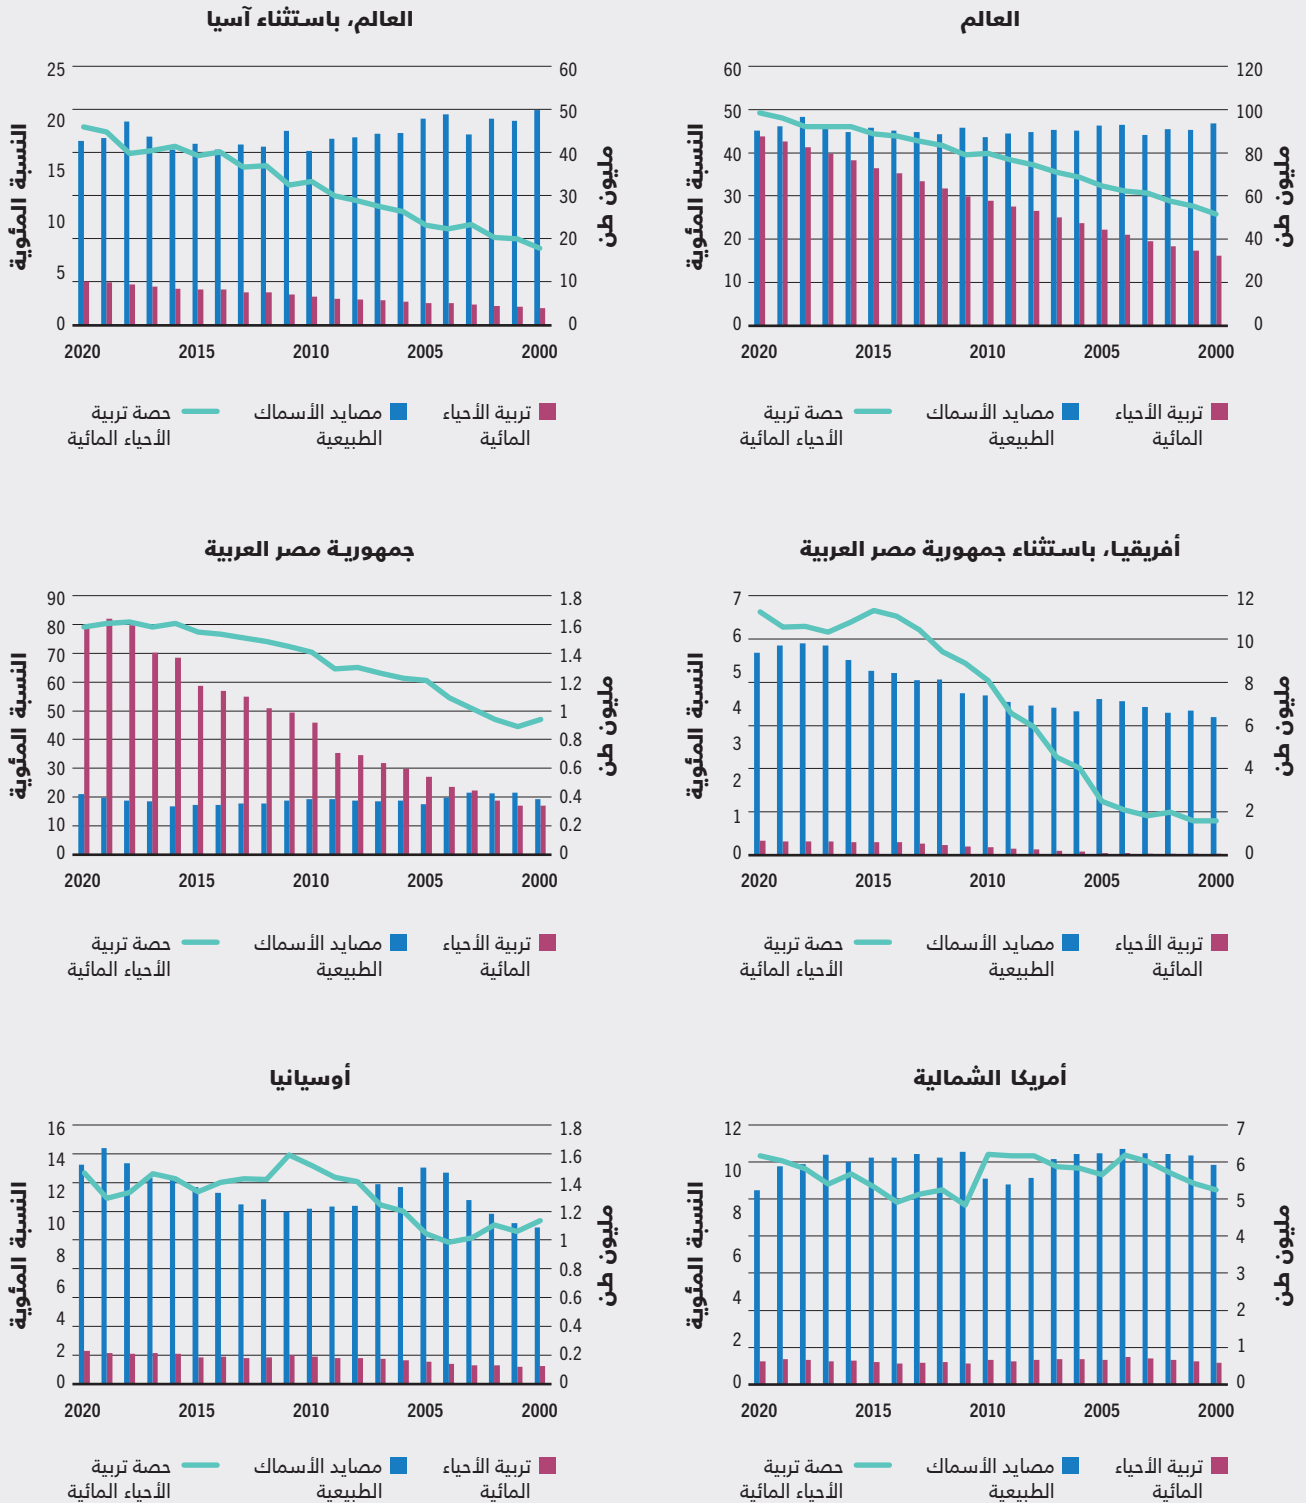 العالم
60
50
40
30
20
10
0
120
100
80
60
40
20
0
النسبة المئوية
مليون طن
2020 2015 2010 2005 2000
تربية الأحياء المائية
مصايد الأسماك الطبيعية
حصة تربية الأحياء المائية
العالم، باستثناء آسيا
25
20
15
10
5
0
60
50
40
30
20
10
0
النسبة المئوية
مليون طن
2020 2015 2010 2005 2000
تربية الأحياء المائية
مصايد الأسماك الطبيعية
حصة تربية الأحياء المائية
أفريقيا، باستثناء جمهورية مصر العربية
7
6
5
4
3
2
1
0
12
10
8
6
4
2
0
النسبة المئوية
مليون طن
2020 2015 2010 2005 2000
تربية الأحياء المائية
مصايد الأسماك الطبيعية
حصة تربية الأحياء المائية
جمهورية مصر العربية
90
80
70
60
50
40
30
20
10
0
1.8
1.6
1.4
1.2
1
0.8
0.6
0.4
0.2
0
النسبة المئوية
مليون طن
2020 2015 2010 2005 2000
تربية الأحياء المائية
مصايد الأسماك الطبيعية
حصة تربية الأحياء المائية
أمريكا الشمالية
12
10
8
6
4
2
0
7
6
5
4
3
2
1
0
النسبة المئوية
مليون طن
2020 2015 2010 2005 2000
تربية الأحياء المائية
مصايد الأسماك الطبيعية
حصة تربية الأحياء المائية
أوسيانيا
16
14
12
10
8
6
4
2
0
1.8
1.6
1.4
1.2
1
0.8
0.6
0.4
0.2
0
النسبة المئوية
مليون طن
2020 2015 2010 2005 2000
تربية الأحياء المائية
مصايد الأسماك الطبيعية
حصة تربية الأحياء المائية